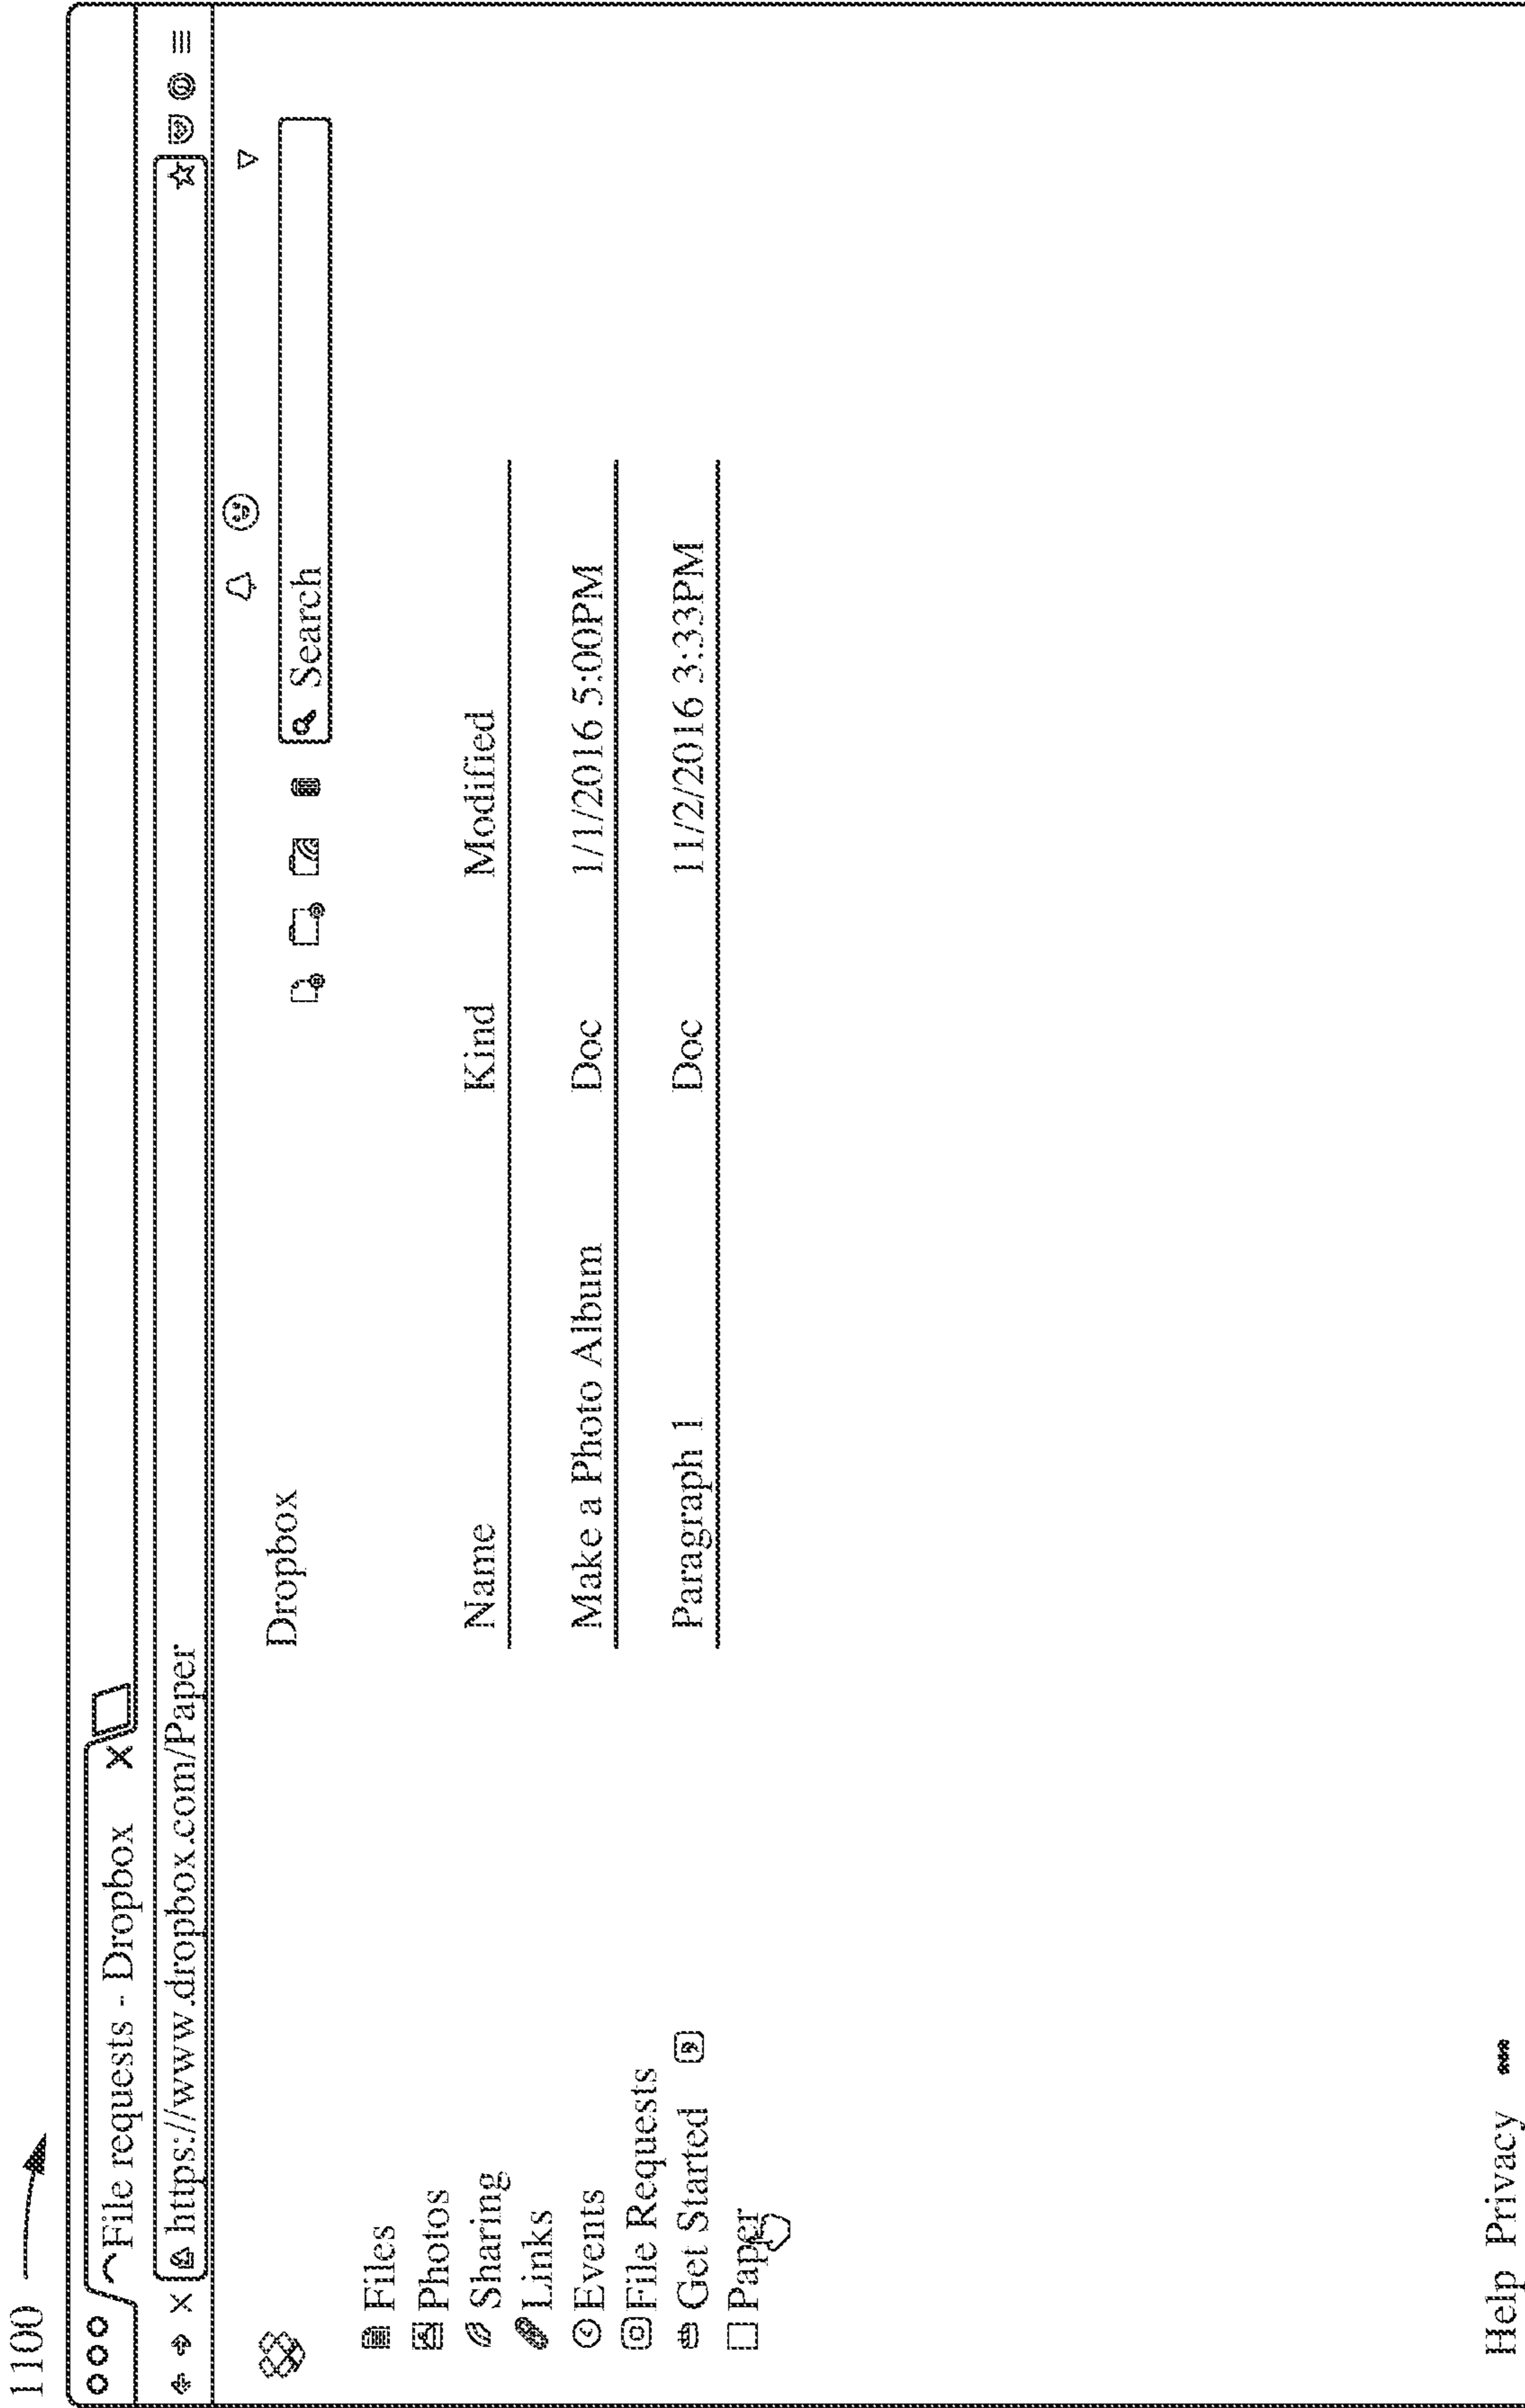 1100
File requests - Dropbox X
X https://www.dropbox.com/Paper
Dropbox
Search
Files
Photos
Sharing
Links
Events
File Requests
Get Started
Paper
Name Kind Modified
Make a Photo Album Doc 1/1/2016 5:00PM
Paragraph 1 Doc 11/2/2016 3:33PM
Help Privacy